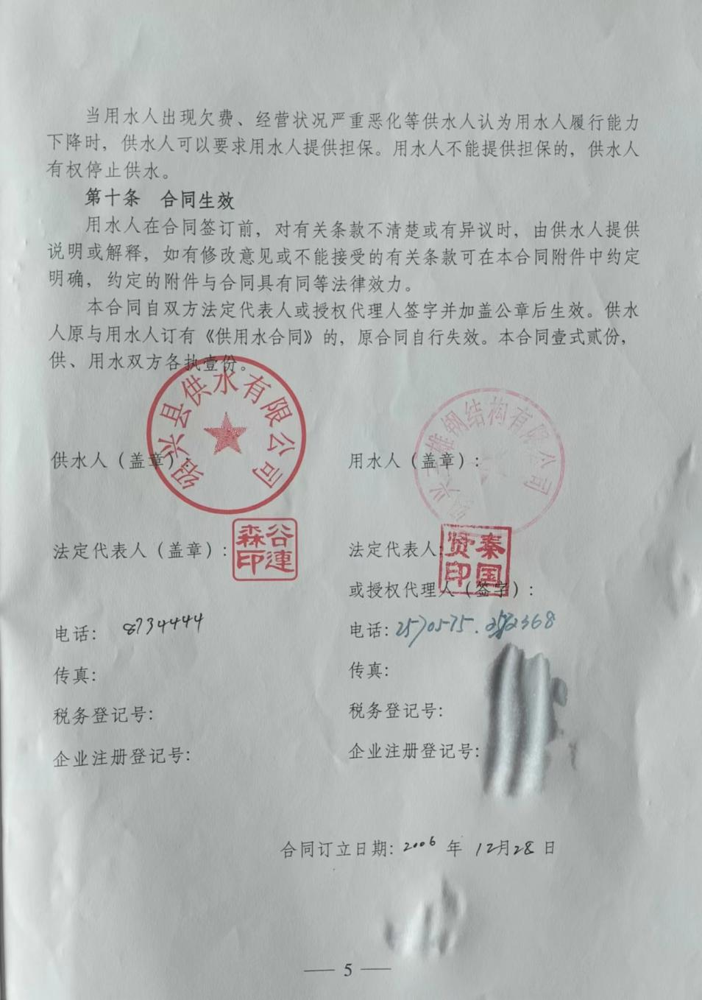 当用水人出现欠费、经营状况严重恶化等供水人认为用水人履行能力
下降时，供水人可以要求用水人提供担保。用水人不能提供担保的，供水人
有权停止供水。
第十条　合同生效
用水人在合同签订前，对有关条款不清楚或有异议时，由供水人提供
说明或解释，如有修改意见或不能接受的有关条款可在本合同附件中约定
明确，约定的附件与合同具有同等法律效力。
本合同自双方法定代表人或授权代理人签字并加盖公章后生效。供水
人原与用水人订有《供用水合同》的，原合同自行失效。本合同壹式贰份，
供、用水双方各执壹份。
绍兴县供水有限公司
供水人（盖章）：
雄钢结构有限公司
用水人（盖章）：
法定代表人（盖章）：
谷連森印
法定代表人
秦国贤印
或授权代理人（签字）：
电话： 8734444
电话：2570575.
传真：
传真：
税务登记号：
税务登记号：
企业注册登记号：
企业注册登记号：
合同订立日期：2006 年 12月28 日
— 5 —